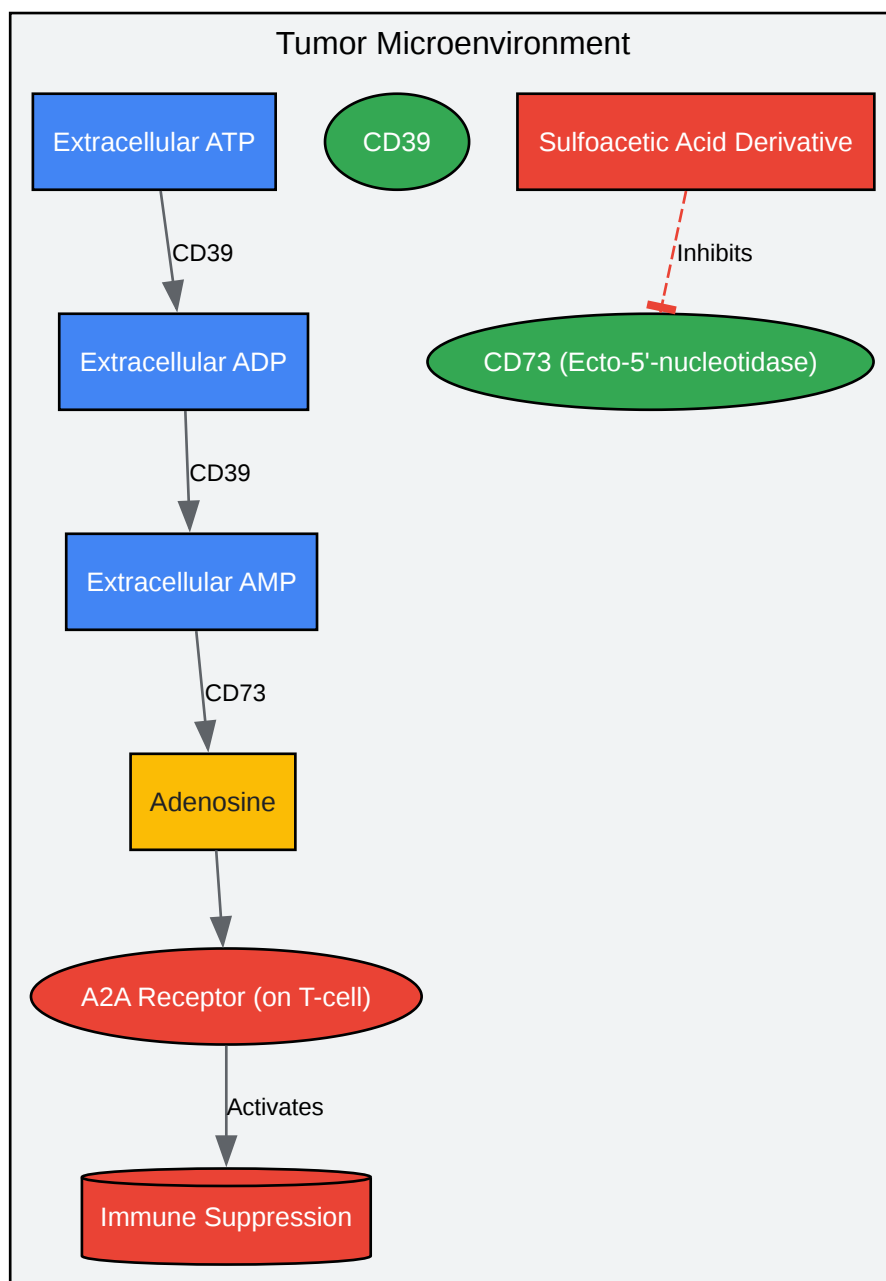 Tumor Microenvironment
Extracellular ATP
CD39
Sulfoacetic Acid Derivative
CD39
Inhibits
Extracellular ADP
CD73 (Ecto-5'-nucleotidase)
CD39
Extracellular AMP
CD73
Adenosine
A2A Receptor (on T-cell)
Activates
Immune Suppression